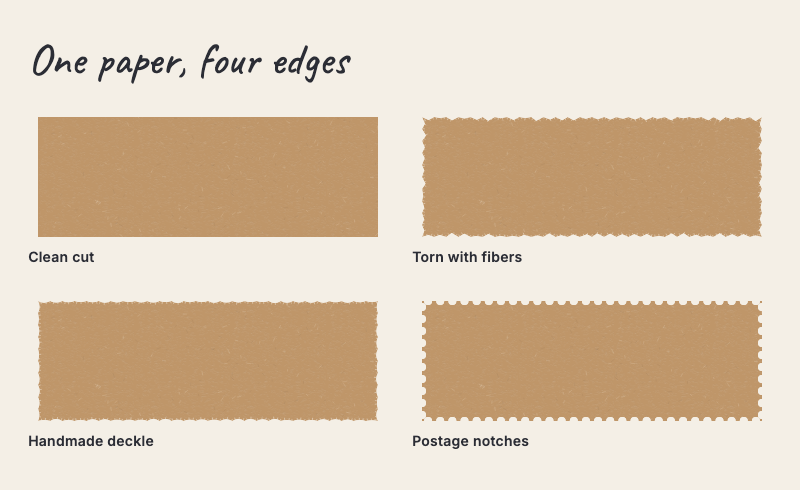 One paper, four edges
Clean cut
Torn with fibers
Handmade deckle
Postage notches